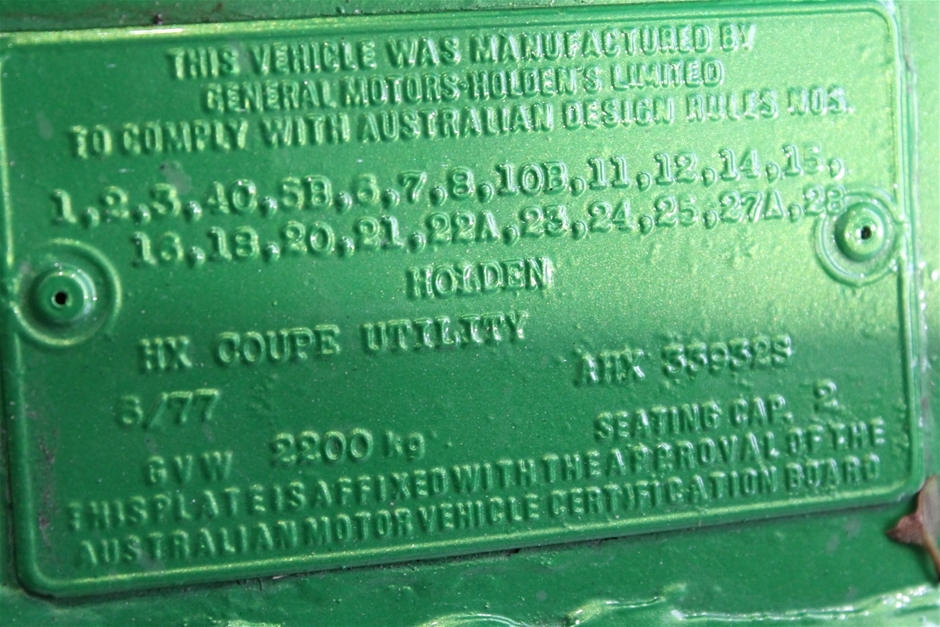 THIS VEHICLE WAS MANUFACTURED BY
GENERAL MOTORS-HOLDEN'S LIMITED
TO COMPLY WITH AUSTRALIAN DESIGN RULES NOS.
1,2,3,4C,5B,6,7,8,10B,11,12,14,15,
16,18,20,21,22A,23,24,25,27A,28
HOLDEN
HX COUPE UTILITY
AHX 33932S
8/77
SEATING CAP. 2
GVW 2200 kg
THIS PLATE IS AFFIXED WITH THE APPROVAL OF THE
AUSTRALIAN MOTOR VEHICLE CERTIFICATION BOARD